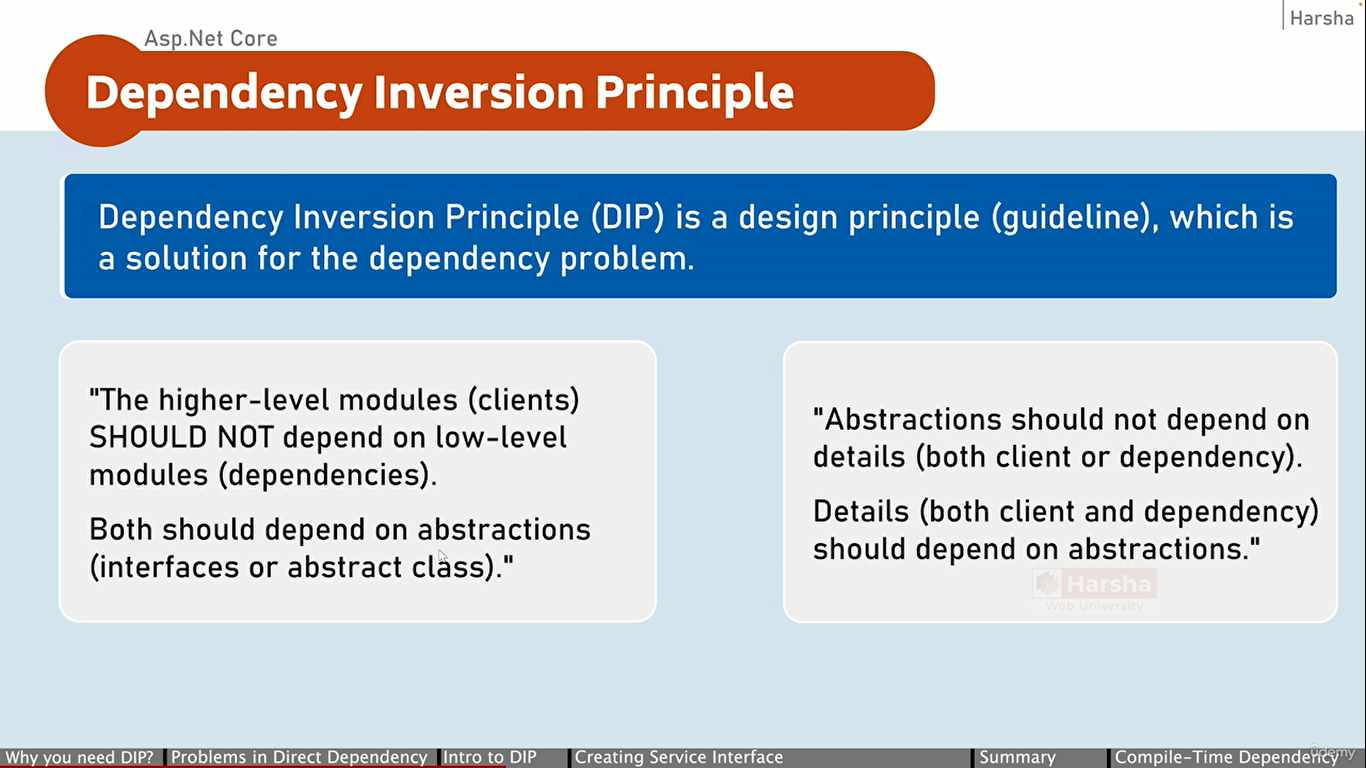 Harsha
Asp.Net Core
Dependency Inversion Principle
Dependency Inversion Principle (DIP) is a design principle (guideline), which is
a solution for the dependency problem.
"The higher-level modules (clients)
SHOULD NOT depend on low-level
modules (dependencies).
Both should depend on abstractions
(interfaces or abstract class)."
"Abstractions should not depend on
details (both client or dependency).
Details (both client and dependency)
should depend on abstractions."
Harsha
Web University
Why you need DIP? Problems in Direct Dependency Intro to DIP Creating Service Interface Summary Compile-Time Dependency
ûdemy